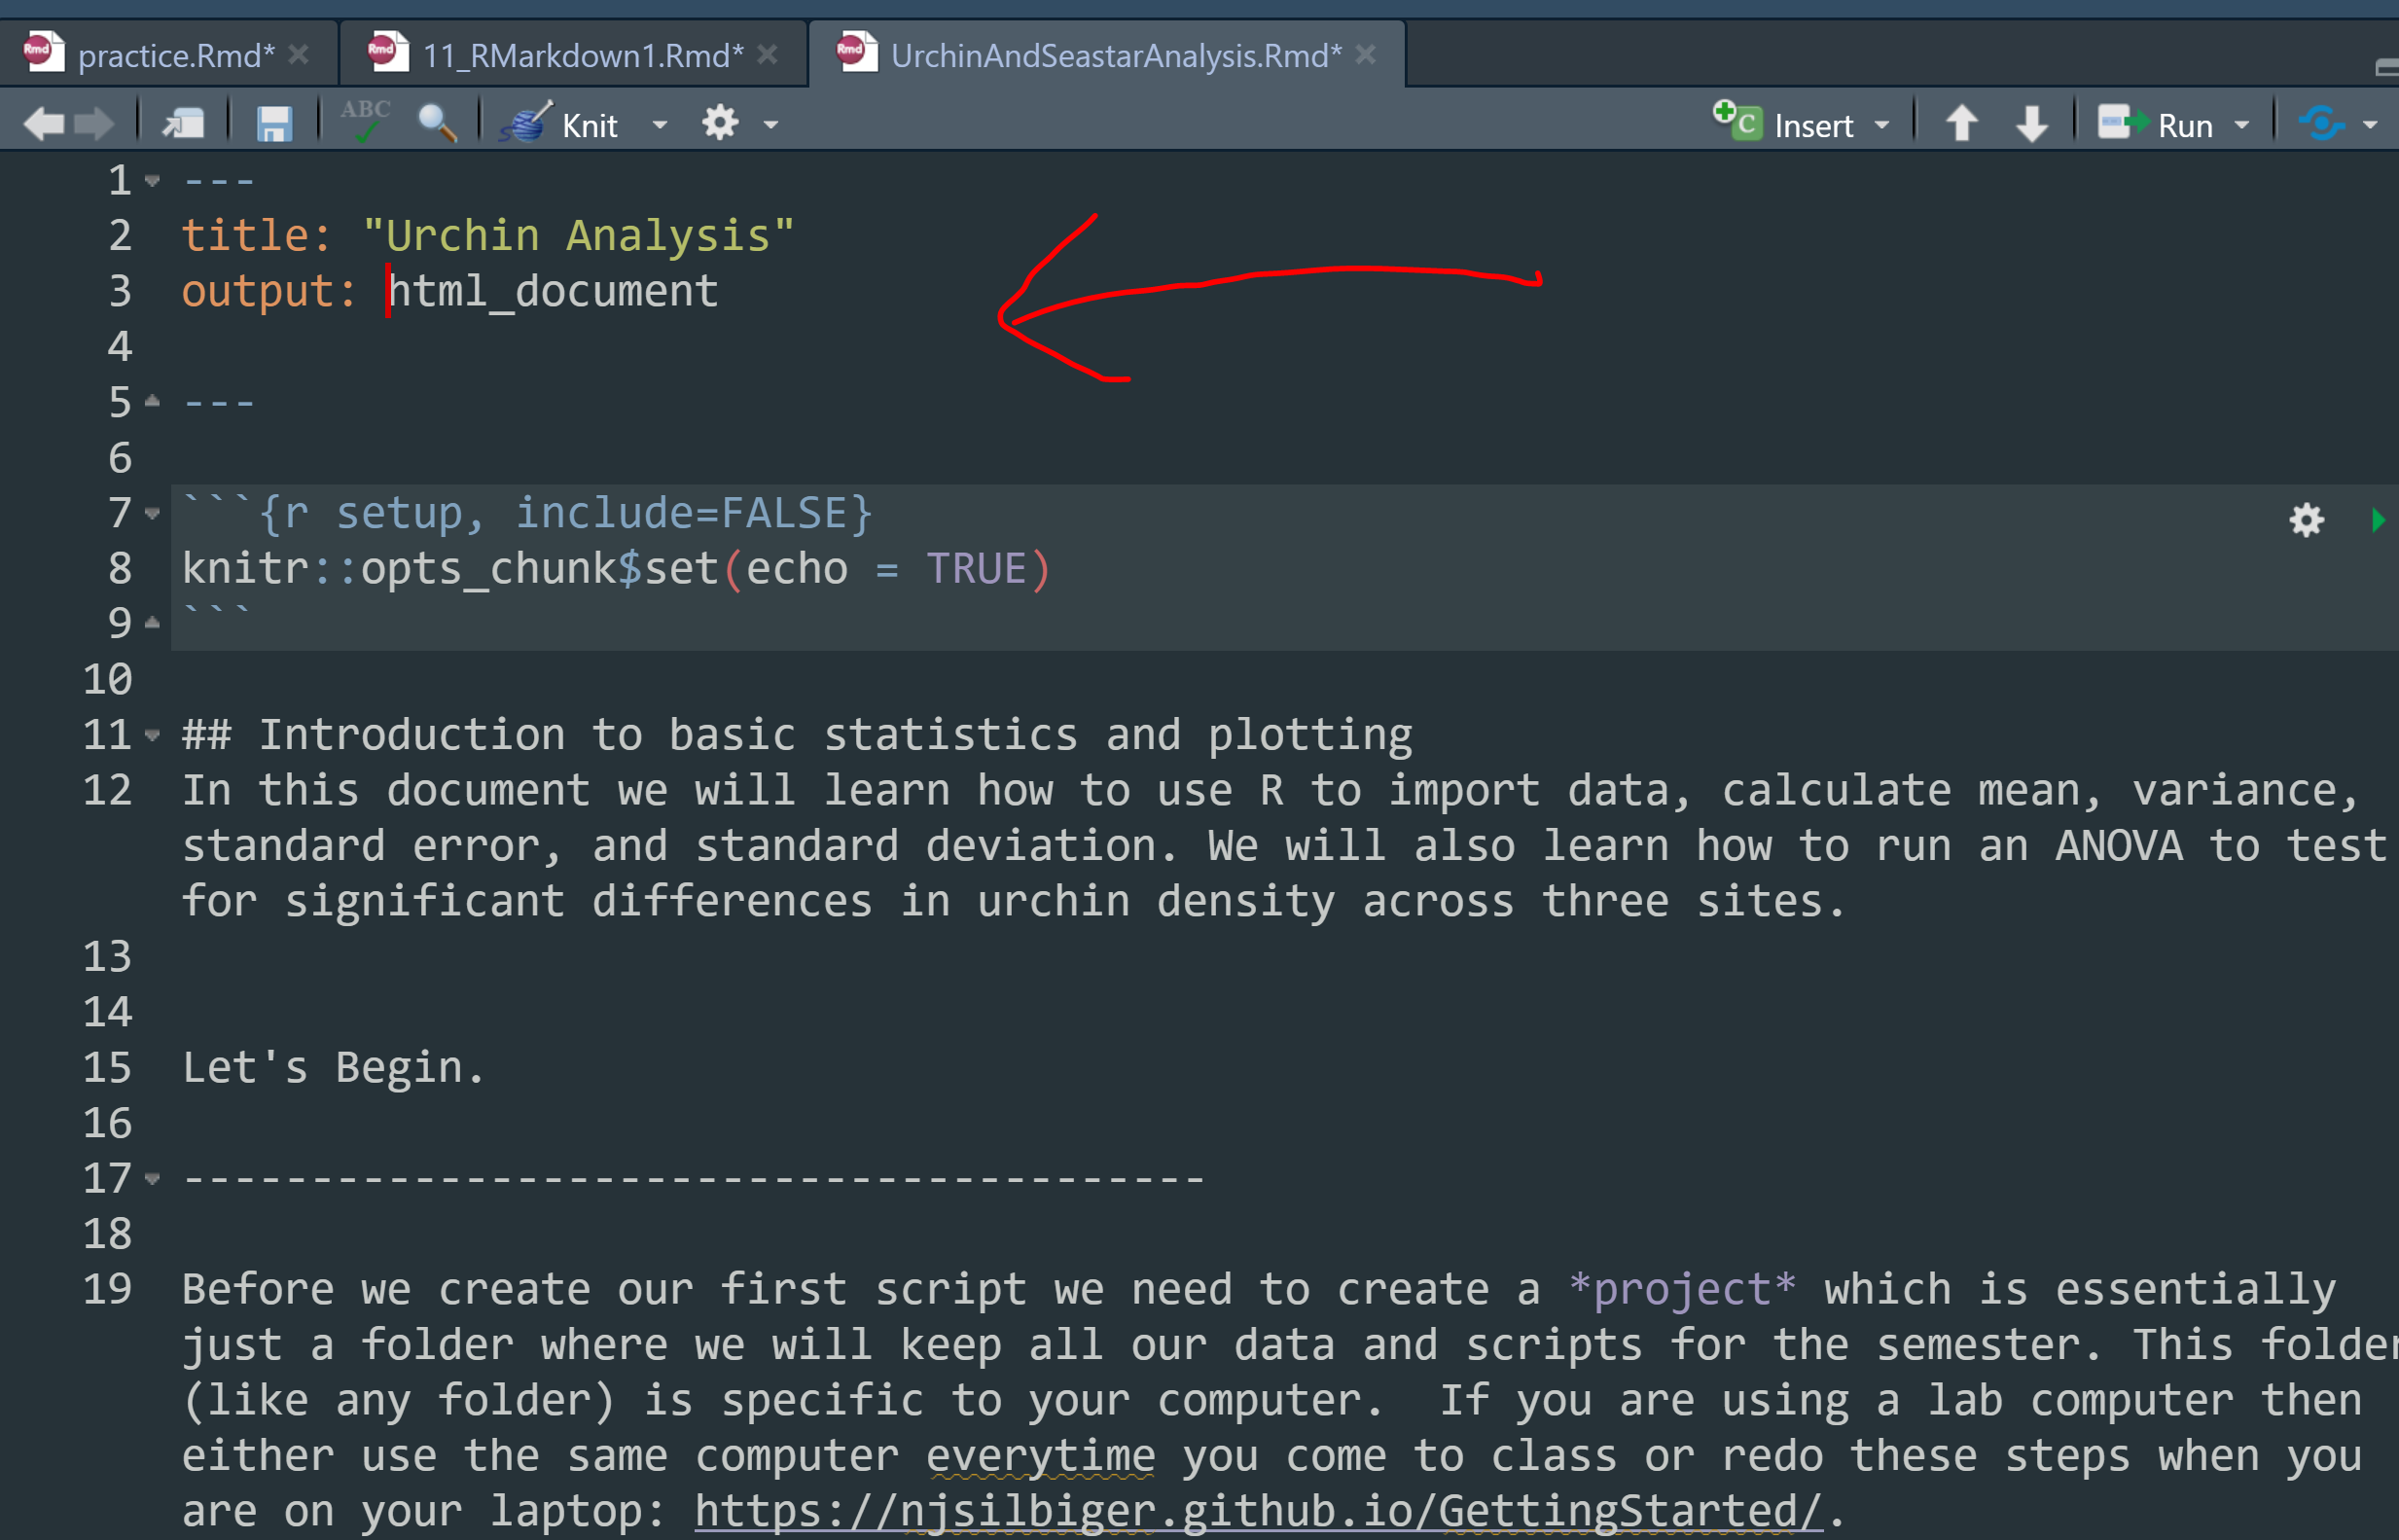 practice.Rmd* 11_RMarkdown1.Rmd* UrchinAndSeastarAnalysis.Rmd*
ABC Knit Insert Run
1 ---
2 title: "Urchin Analysis"
3 output: html_document
4
5 ---
6
7 ```{r setup, include=FALSE}
8 knitr::opts_chunk$set(echo = TRUE)
9 ```
10
11 ## Introduction to basic statistics and plotting
12 In this document we will learn how to use R to import data, calculate mean, variance,
standard error, and standard deviation. We will also learn how to run an ANOVA to test
for significant differences in urchin density across three sites.
13
14
15 Let's Begin.
16
17 ----------------------------------------
18
19 Before we create our first script we need to create a *project* which is essentially
just a folder where we will keep all our data and scripts for the semester. This folder
(like any folder) is specific to your computer.  If you are using a lab computer then
either use the same computer everytime you come to class or redo these steps when you
are on your laptop: https://njsilbiger.github.io/GettingStarted/.